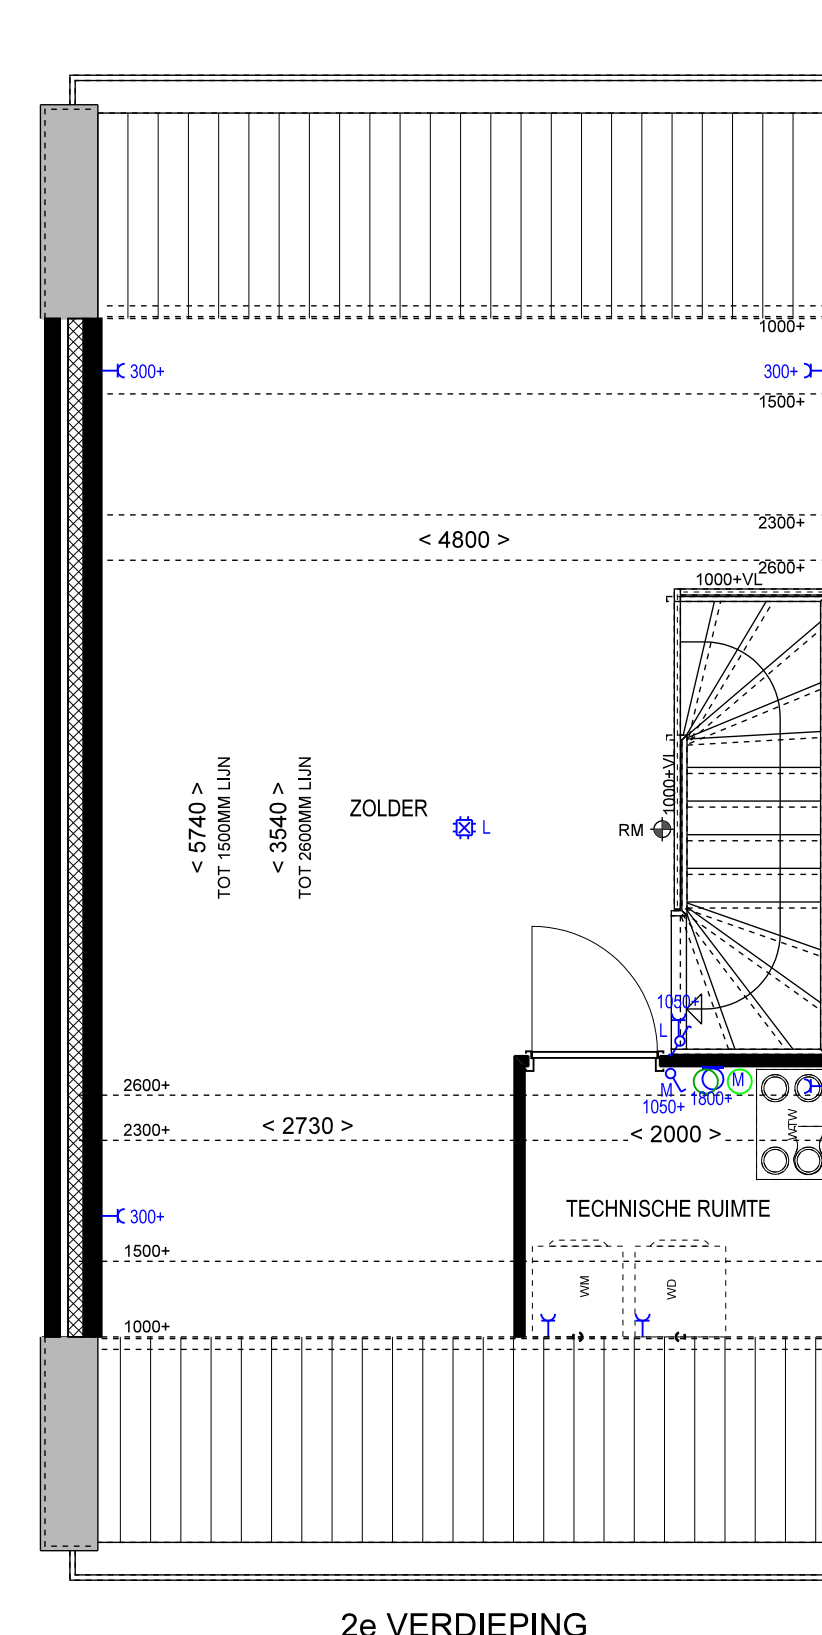 1000+
300+
300+
1500+
2300+
< 4800 >
2600+
1000+VL
< 5740 >
TOT 1500MM LIJN
< 3540 >
TOT 2600MM LIJN
ZOLDER
L
RM
1000+VL
1050+
L
M
M
1050+
1800+
2600+
< 2730 >
2300+
< 2000 >
WTW
300+
TECHNISCHE RUIMTE
1500+
WM
WD
1000+
2e VERDIEPING